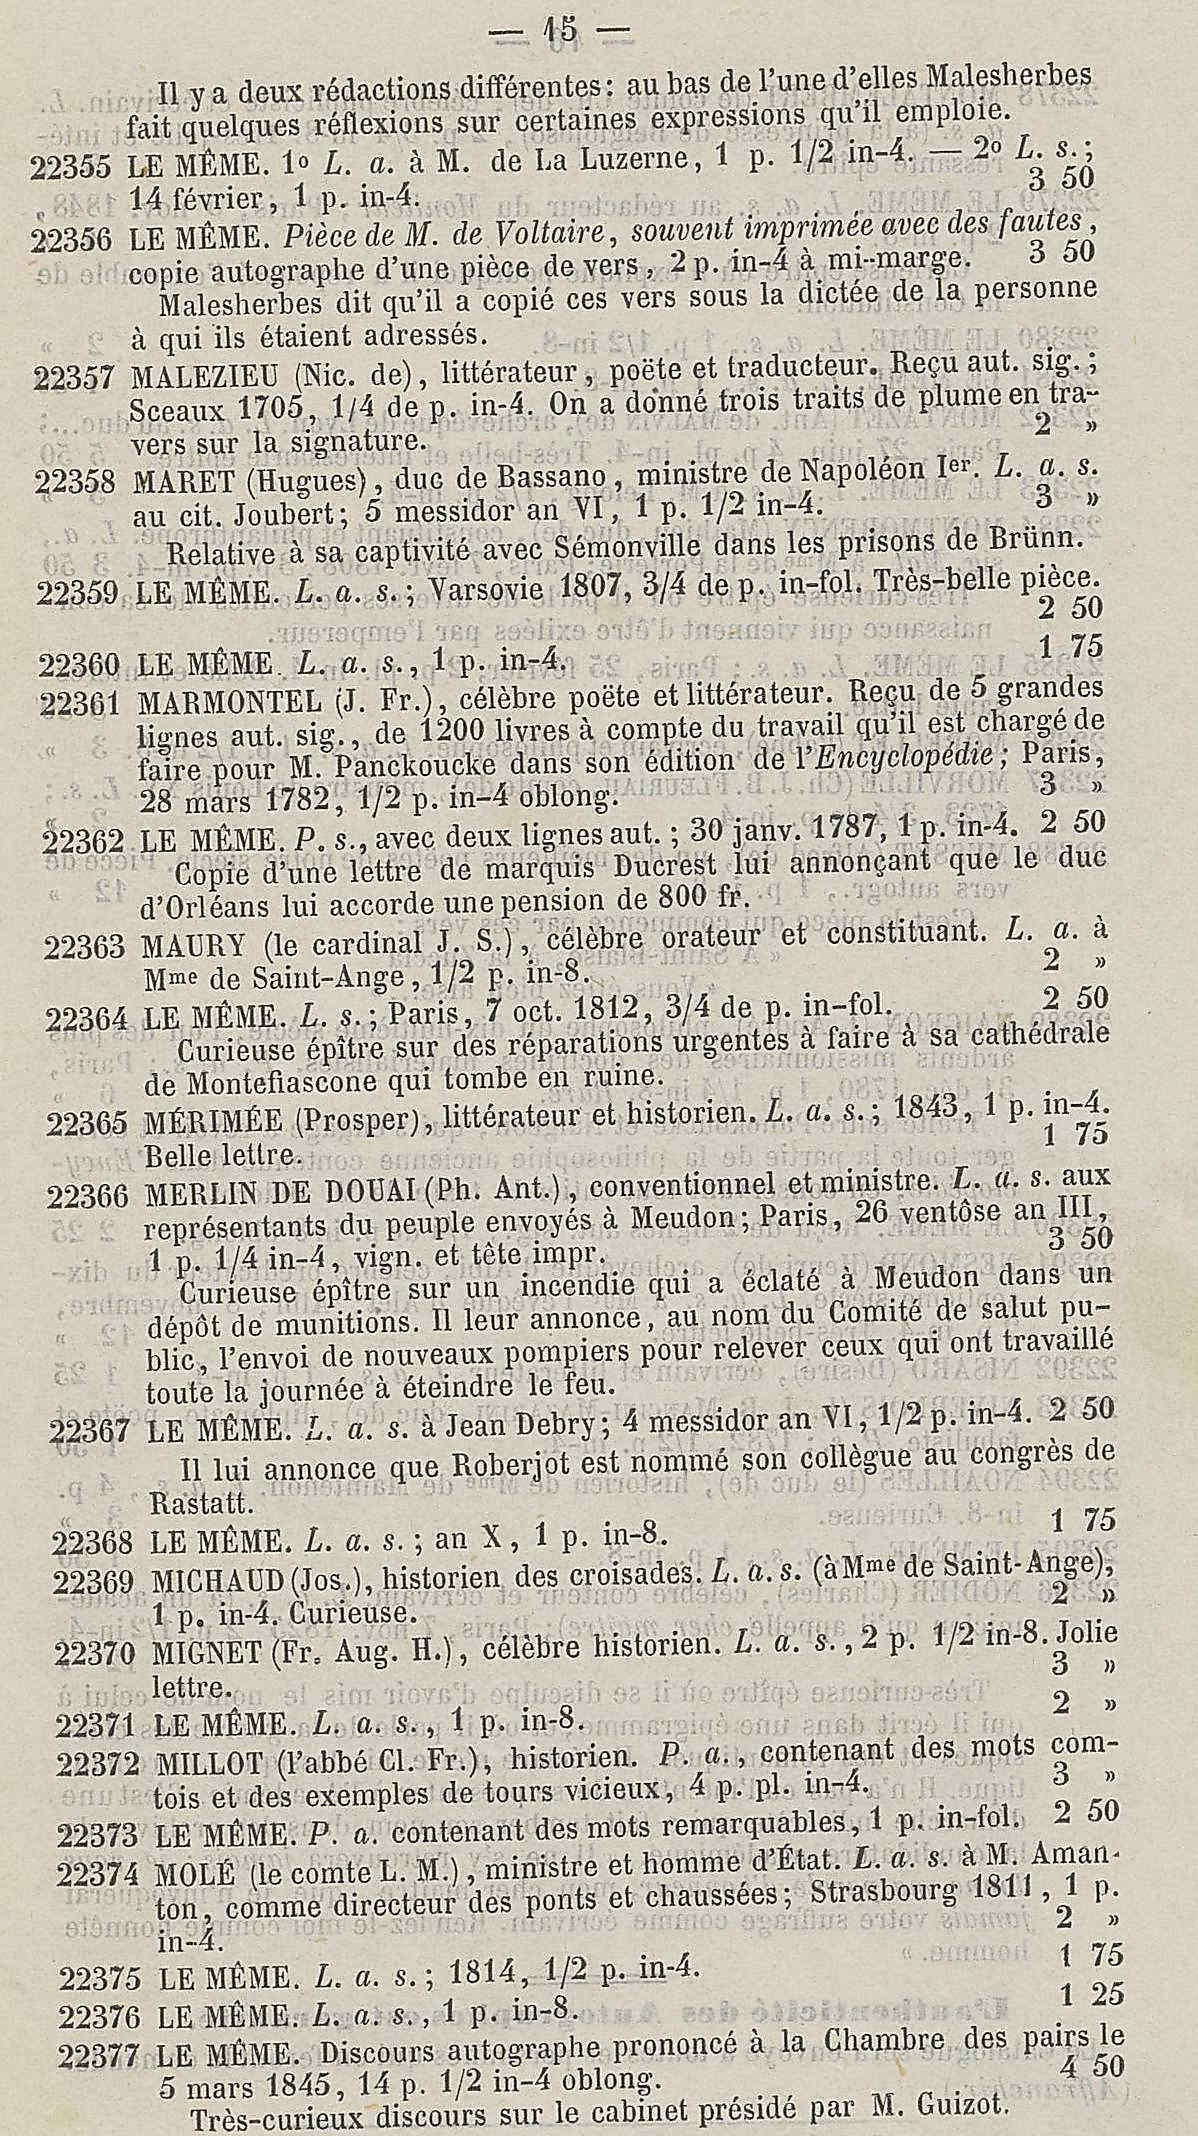 — 15 —
Il y a deux rédactions différentes: au bas de l'une d'elles Malesherbes
fait quelques réflexions sur certaines expressions qu'il emploie.
22355 LE MÊME. 1º L. a. à M. de La Luzerne, 1 p. 1/2 in-4. — 2º L. s.;
14 février, 1 p. in-4. 3 50
22356 LE MÊME. Pièce de M. de Voltaire, souvent imprimée avec des fautes,
copie autographe d'une pièce de vers, 2 p. in-4 à mi--marge. 3 50
Malesherbes dit qu'il a copié ces vers sous la dictée de la personne
à qui ils étaient adressés.
22357 MALEZIEU (Nic. de), littérateur, poëte et traducteur. Reçu aut. sig.;
Sceaux 1705, 1/4 de p. in-4. On a donné trois traits de plume en tra-
vers sur la signature. 2 »
22358 MARET (Hugues), duc de Bassano, ministre de Napoléon Ier. L. a. s.
au cit. Joubert; 5 messidor an VI, 1 p. 1/2 in-4. 3 »
Relative à sa captivité avec Sémonville dans les prisons de Brünn.
22359 LE MÊME. L. a. s.; Varsovie 1807, 3/4 de p. in-fol. Très-belle pièce.
2 50
22360 LE MÊME. L. a. s., 1 p. in-4. 1 75
22361 MARMONTEL (J. Fr.), célèbre poëte et littérateur. Reçu de 5 grandes
lignes aut. sig., de 1200 livres à compte du travail qu'il est chargé de
faire pour M. Panckoucke dans son édition de l'Encyclopédie; Paris,
28 mars 1782, 1/2 p. in-4 oblong. 3 »
22362 LE MÊME. P. s., avec deux lignes aut.; 30 janv. 1787, 1 p. in-4. 2 50
Copie d'une lettre de marquis Ducrest lui annonçant que le duc
d'Orléans lui accorde une pension de 800 fr.
22363 MAURY (le cardinal J. S.), célèbre orateur et constituant. L. a. à
Mme de Saint-Ange, 1/2 p. in-8. 2 »
22364 LE MÊME. L. s.; Paris, 7 oct. 1812, 3/4 de p. in-fol. 2 50
Curieuse épître sur des réparations urgentes à faire à sa cathédrale
de Montefiascone qui tombe en ruine.
22365 MÉRIMÉE (Prosper), littérateur et historien. L. a. s.; 1843, 1 p. in-4.
Belle lettre. 1 75
22366 MERLIN DE DOUAI (Ph. Ant.), conventionnel et ministre. L. a. s. aux
représentants du peuple envoyés à Meudon; Paris, 26 ventôse an III,
1 p. 1/4 in-4, vign. et tête impr. 3 50
Curieuse épître sur un incendie qui a éclaté à Meudon dans un
dépôt de munitions. Il leur annonce, au nom du Comité de salut pu-
blic, l'envoi de nouveaux pompiers pour relever ceux qui ont travaillé
toute la journée à éteindre le feu.
22367 LE MÊME. L. a. s. à Jean Debry; 4 messidor an VI, 1/2 p. in-4. 2 50
Il lui annonce que Roberjot est nommé son collègue au congrès de
Rastatt.
22368 LE MÊME. L. a. s.; an X, 1 p. in-8. 1 75
22369 MICHAUD (Jos.), historien des croisades. L. a. s. (à Mme de Saint-Ange),
1 p. in-4. Curieuse. 2 »
22370 MIGNET (Fr. Aug. H.), célèbre historien. L. a. s., 2 p. 1/2 in-8. Jolie
lettre. 3 »
22371 LE MÊME. L. a. s., 1 p. in-8. 2 »
22372 MILLOT (l'abbé Cl. Fr.), historien. P. a., contenant des mots com-
tois et des exemples de tours vicieux, 4 p. pl. in-4. 3 »
22373 LE MÊME. P. a. contenant des mots remarquables, 1 p. in-fol. 2 50
22374 MOLÉ (le comte L. M.), ministre et homme d'État. L. a. s. à M. Aman-
ton, comme directeur des ponts et chaussées; Strasbourg 1811, 1 p.
in-4. 2 »
22375 LE MÊME. L. a. s.; 1814, 1/2 p. in-4. 1 75
22376 LE MÊME. L. a. s., 1 p. in-8. 1 25
22377 LE MÊME. Discours autographe prononcé à la Chambre des pairs le
5 mars 1845, 14 p. 1/2 in-4 oblong. 4 50
Très-curieux discours sur le cabinet présidé par M. Guizot.